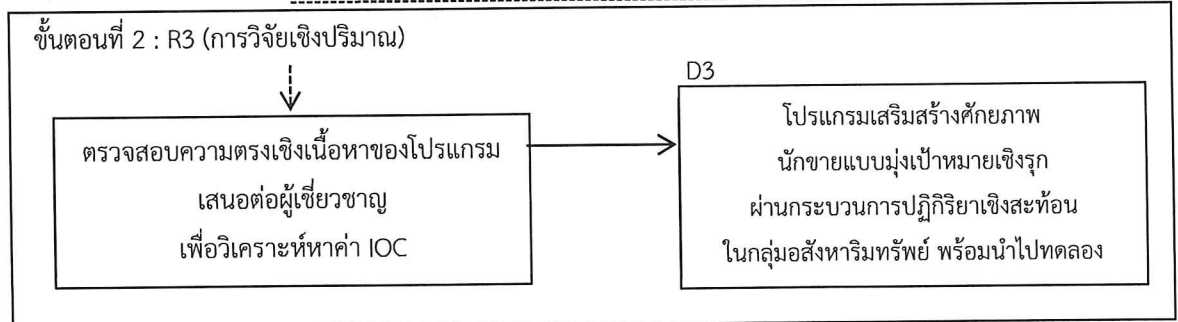 ขั้นตอนที่ 2 : R3 (การวิจัยเชิงปริมาณ)
ตรวจสอบความตรงเชิงเนื้อหาของโปรแกรม
เสนอต่อผู้เชี่ยวชาญ
เพื่อวิเคราะห์หาค่า IOC
D3
โปรแกรมเสริมสร้างศักยภาพ
นักขายแบบมุ่งเป้าหมายเชิงรุก
ผ่านกระบวนการปฏิกิริยาเชิงสะท้อน
ในกลุ่มอสังหาริมทรัพย์ พร้อมนำไปทดลอง